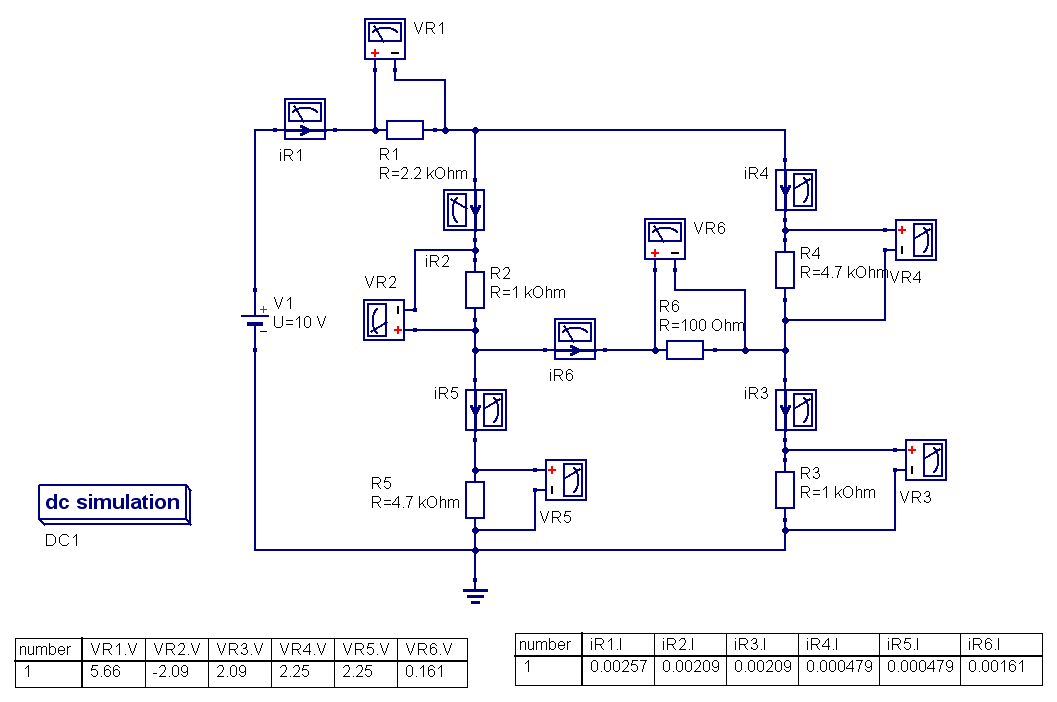 VR1
+ −
iR1
R1
R=2.2 kOhm
iR4
VR6
+ −
+
R4
R=4.7 kOhm
VR4
iR2
VR2
R2
R=1 kOhm
+
V1
U=10 V
+
−
R6
R=100 Ohm
iR6
iR5
iR3
+
VR3
R3
R=1 kOhm
+
VR5
R5
R=4.7 kOhm
dc simulation
DC1
number VR1.V VR2.V VR3.V VR4.V VR5.V VR6.V
1 5.66 -2.09 2.09 2.25 2.25 0.161
number iR1.I iR2.I iR3.I iR4.I iR5.I iR6.I
1 0.00257 0.00209 0.00209 0.000479 0.000479 0.00161